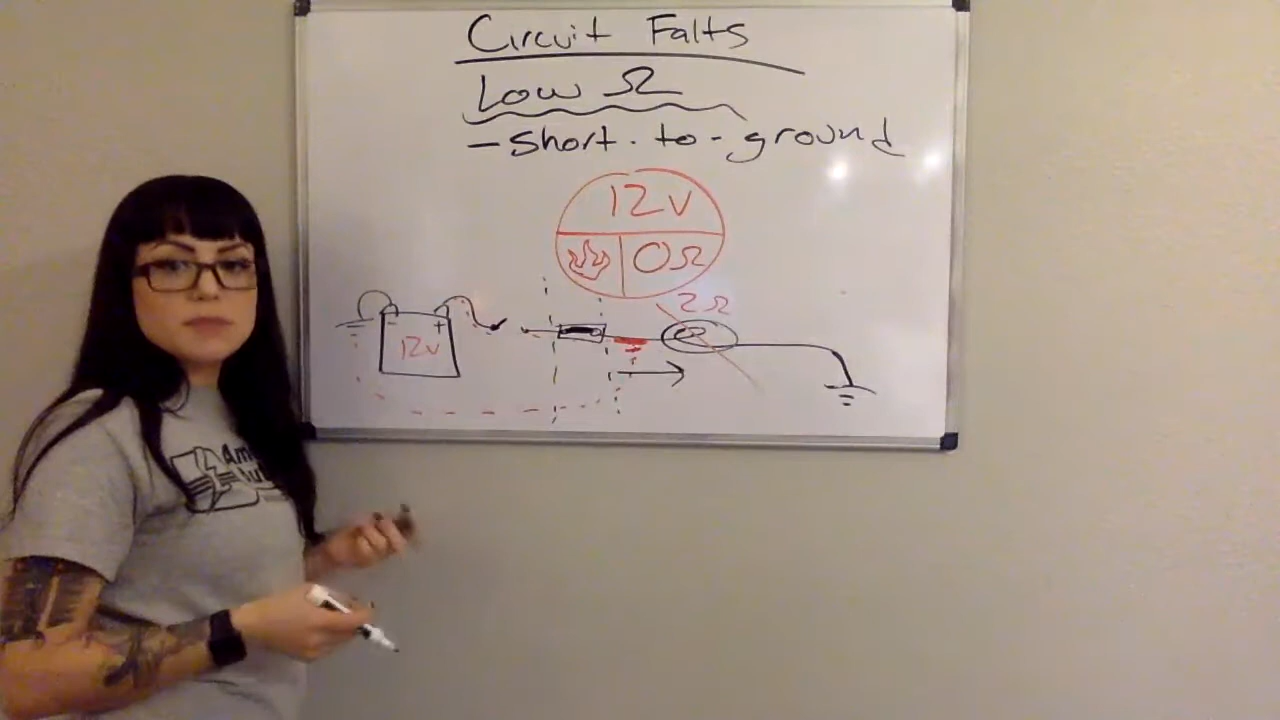 Circuit Falts
Low Ω
- short-to-ground
12v
0Ω
2Ω
- +
12v